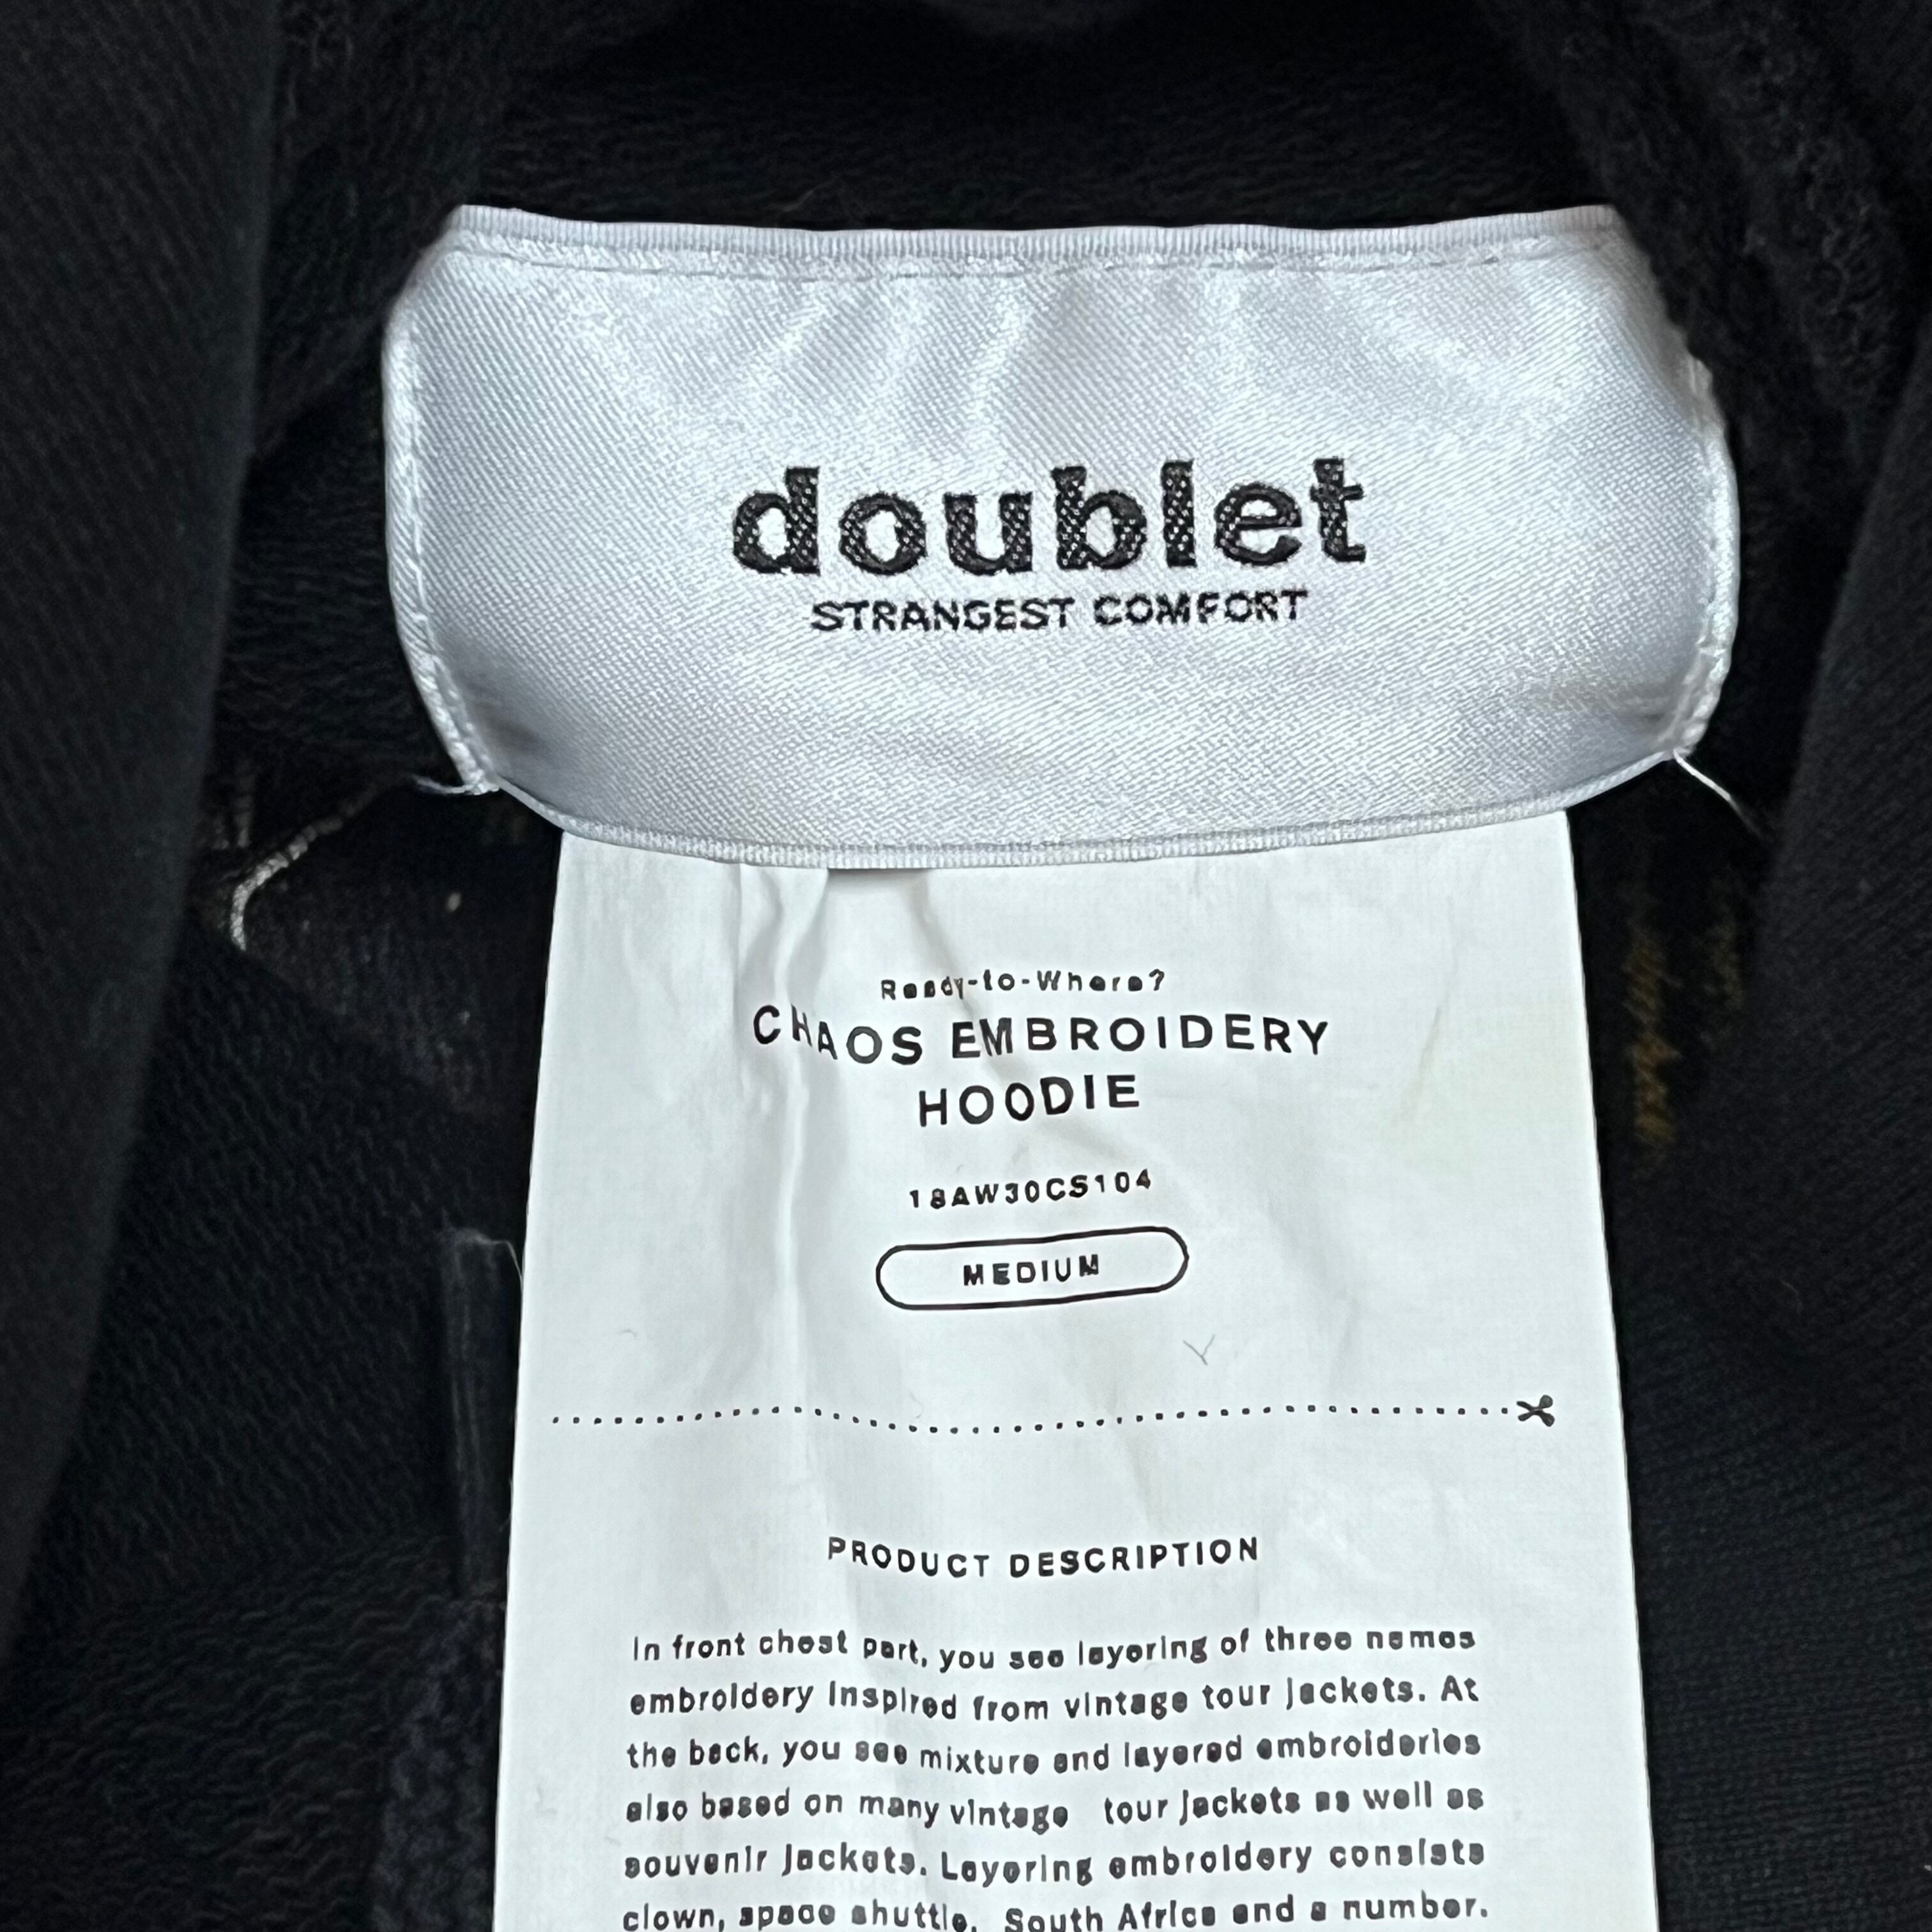 doublet
STRANGEST COMFORT
Ready-to-Where?
CHAOS EMBROIDERY
HOODIE
18AW30CS104
MEDIUM
PRODUCT DESCRIPTION
In front chest part, you see layering of three names
embroidery inspired from vintage tour jackets. At
the back, you see mixture and layered embroideries
also based on many vintage tour jackets as well as
souvenir jackets. Layering embroidery consists
clown, space shuttle, South Africa and a number.